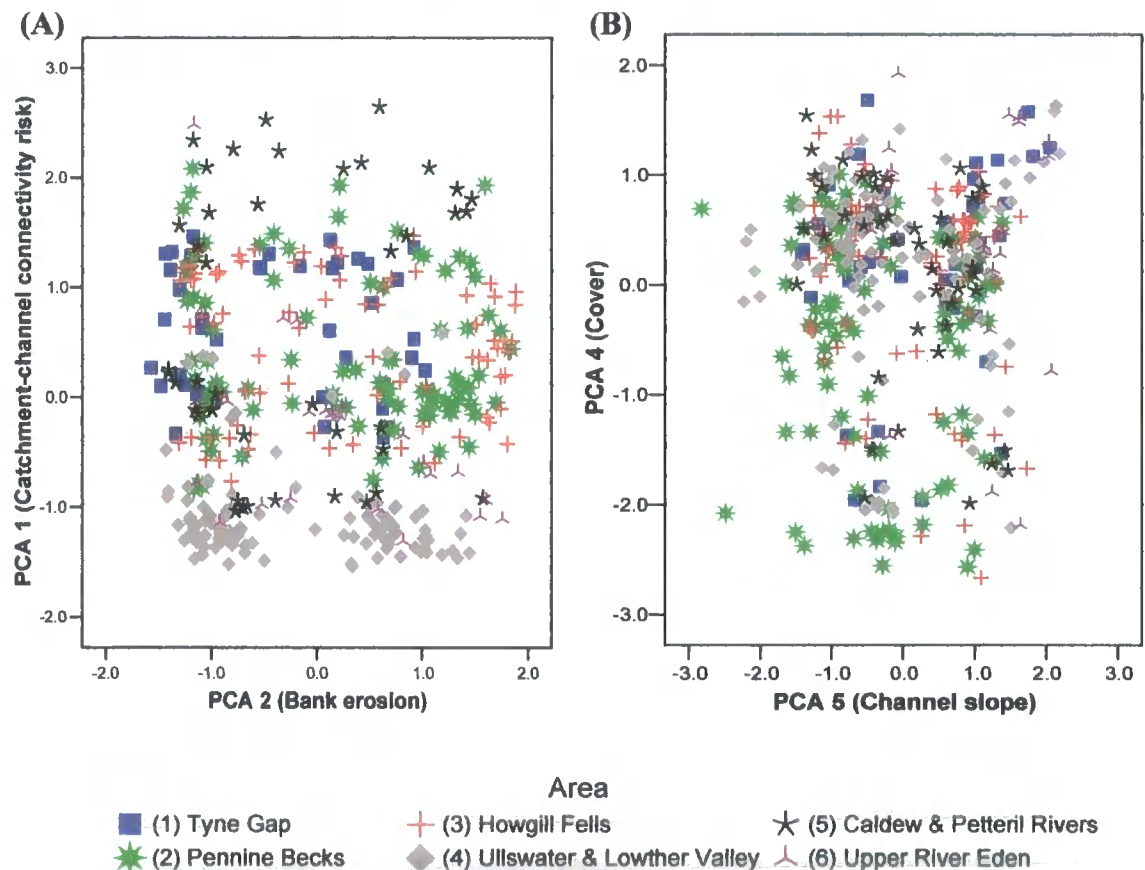 (A)
(B)
PCA 1 (Catchment-channel connectivity risk)
3.0
2.0
1.0
0.0
-1.0
-2.0
-2.0 -1.0 0.0 1.0 2.0
PCA 2 (Bank erosion)
PCA 4 (Cover)
2.0
1.0
0.0
-1.0
-2.0
-3.0
-3.0 -2.0 -1.0 0.0 1.0 2.0 3.0
PCA 5 (Channel slope)
Area
(1) Tyne Gap (3) Howgill Fells (5) Caldew & Petteril Rivers
(2) Pennine Becks (4) Ullswater & Lowther Valley (6) Upper River Eden